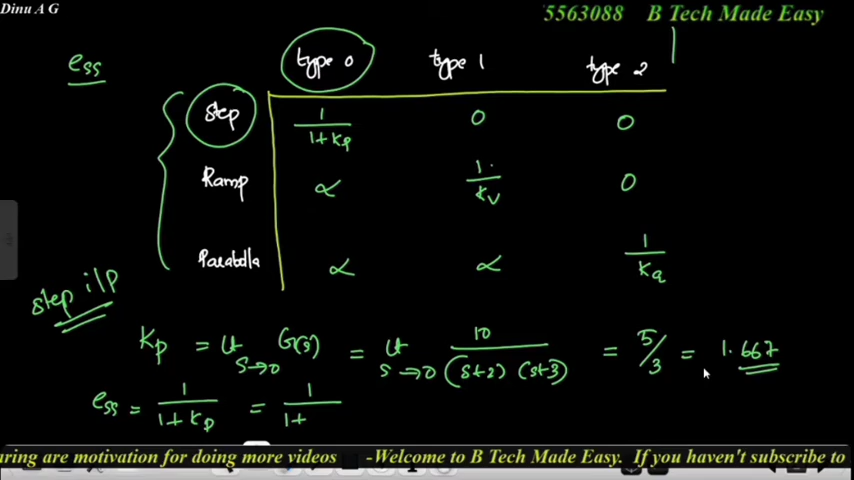 Dinu A G
5563088 B Tech Made Easy
ess
type 0 type 1 type 2
Step 1/(1+Kp) 0 0
Ramp ∝ 1/Kv 0
Parabola ∝ ∝ 1/Ka
Step i/p
Kp = Lt S→0 G(s) = Lt S→0 10/((S+2)(S+3)) = 5/3 = 1.667
ess = 1/(1+Kp) = 1/(1+
aring are motivation for doing more videos -Welcome to B Tech Made Easy. If you haven't subscribe to